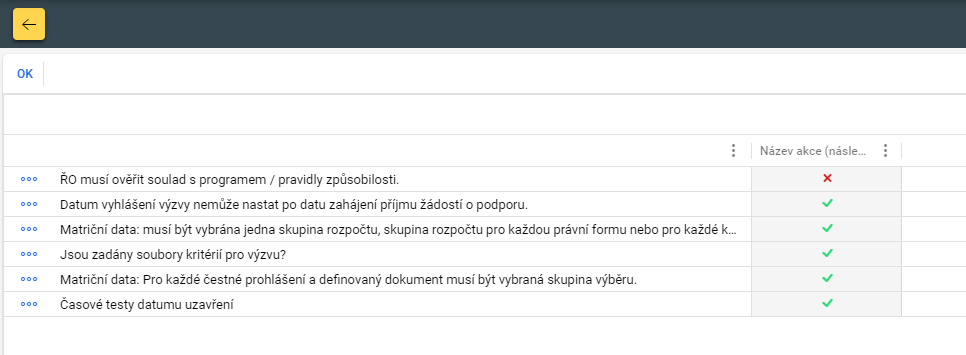 OK
Název akce (násle...
ŘO musí ověřit soulad s programem / pravidly způsobilosti.
Datum vyhlášení výzvy nemůže nastat po datu zahájení příjmu žádostí o podporu.
Matriční data: musí být vybrána jedna skupina rozpočtu, skupina rozpočtu pro každou právní formu nebo pro každé k...
Jsou zadány soubory kritérií pro výzvu?
Matriční data: Pro každé čestné prohlášení a definovaný dokument musí být vybraná skupina výběru.
Časové testy datumu uzavření